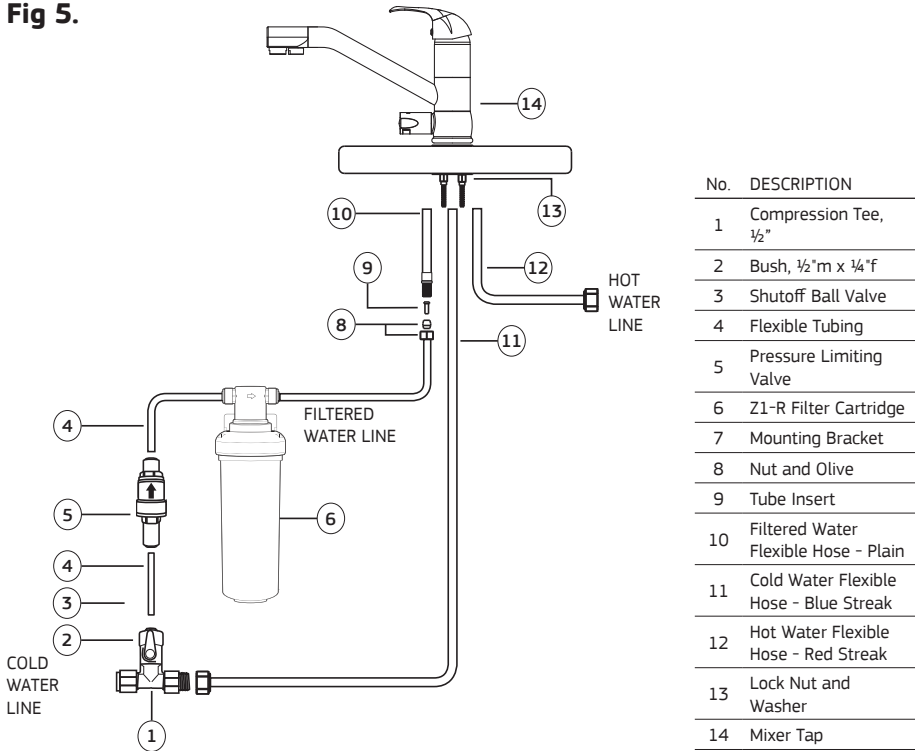 Fig 5.
14
10
13
9
12
HOT
WATER
LINE
8
11
FILTERED
WATER LINE
4
5
6
4
3
2
COLD
WATER
LINE
1
No. DESCRIPTION
1 Compression Tee,
½”
2 Bush, ½"m x ¼"f
3 Shutoff Ball Valve
4 Flexible Tubing
5 Pressure Limiting
Valve
6 Z1-R Filter Cartridge
7 Mounting Bracket
8 Nut and Olive
9 Tube Insert
10 Filtered Water
Flexible Hose - Plain
11 Cold Water Flexible
Hose - Blue Streak
12 Hot Water Flexible
Hose - Red Streak
13 Lock Nut and
Washer
14 Mixer Tap